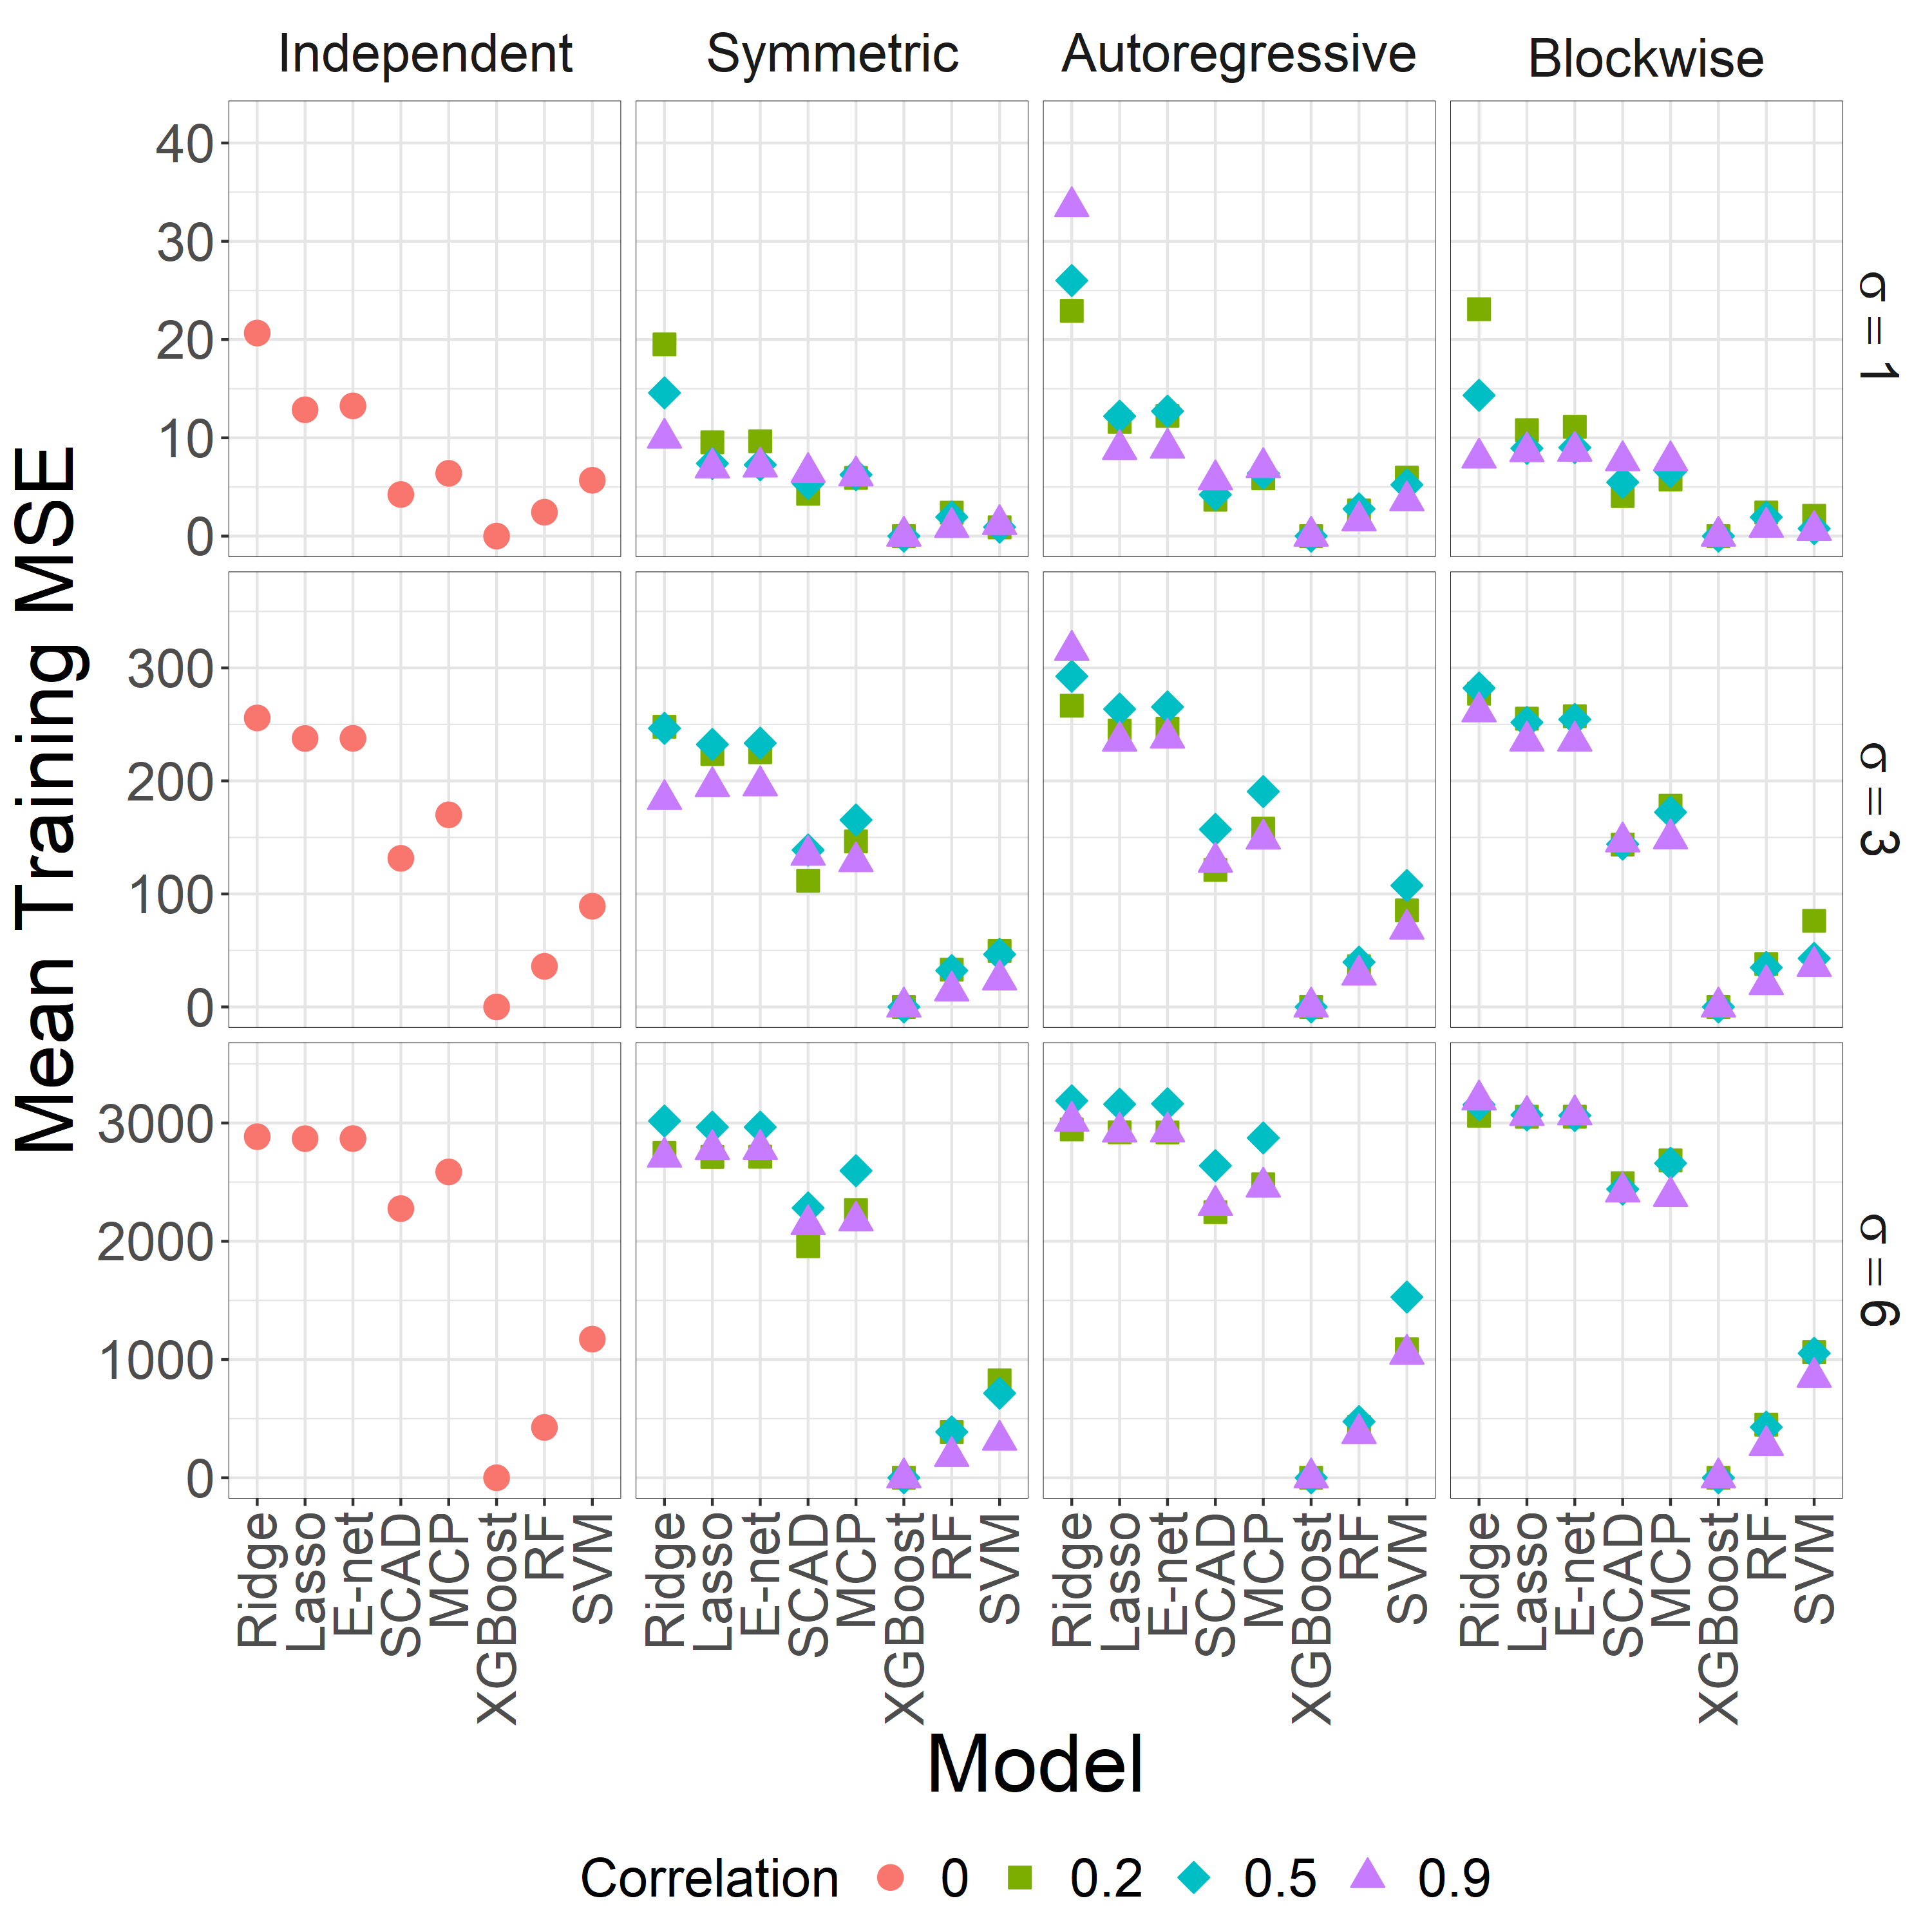 Independent Symmetric Autoregressive Blockwise
Mean Training MSE
40
30
20
10
0
σ = 1
300
200
100
0
σ = 3
3000
2000
1000
0
σ = 6
Ridge Lasso E-net SCAD MCP XGBoost RF SVM Ridge Lasso E-net SCAD MCP XGBoost RF SVM Ridge Lasso E-net SCAD MCP XGBoost RF SVM Ridge Lasso E-net SCAD MCP XGBoost RF SVM
Model
Correlation 0 0.2 0.5 0.9